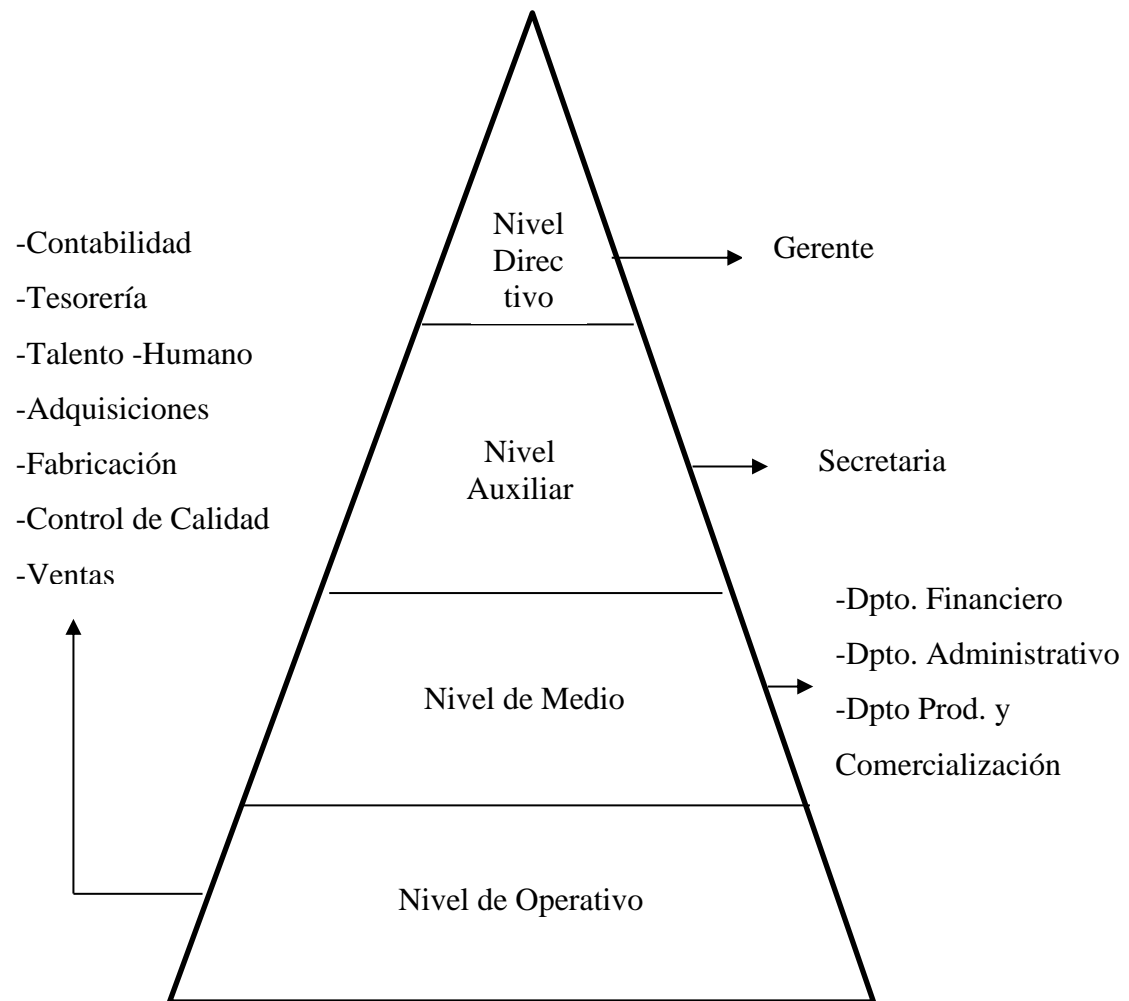 Nivel
Direc
tivo
Gerente
-Contabilidad
-Tesorería
-Talento -Humano
-Adquisiciones
-Fabricación
-Control de Calidad
-Ventas
Nivel
Auxiliar
Secretaria
Nivel de Medio
-Dpto. Financiero
-Dpto. Administrativo
-Dpto Prod. y
Comercialización
Nivel de Operativo